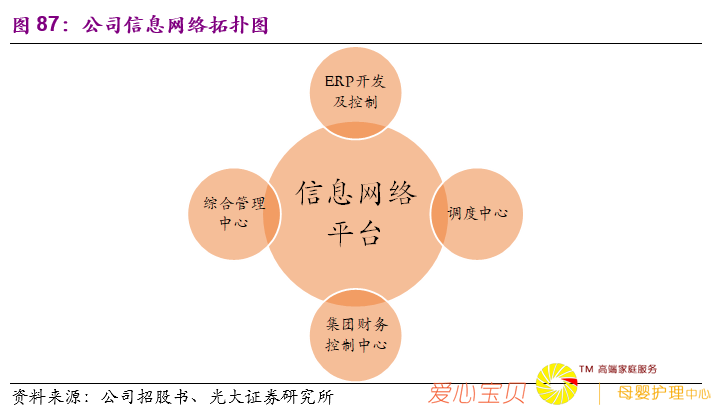 图 87：公司信息网络拓扑图
ERP开发
及控制
信息网络
平台
综合管理
中心
调度中心
集团财务
控制中心
资料来源：公司招股书、光大证券研究所
爱心宝贝
TM 高端家庭服务
母婴护理中心